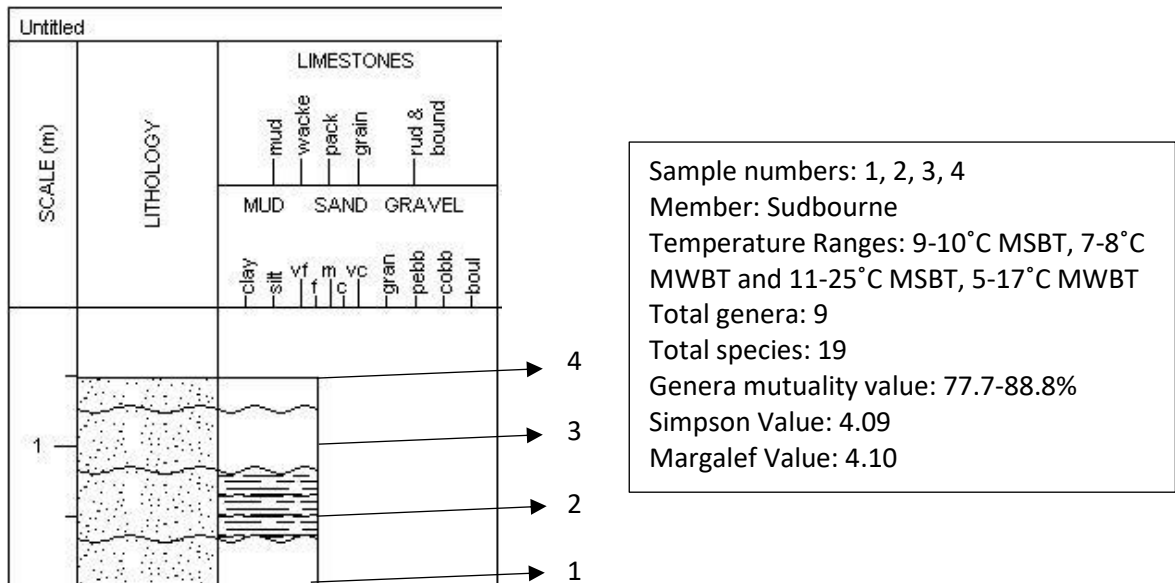 Untitled
SCALE (m)
LITHOLOGY
LIMESTONES
mud
wacke
pack
grain
rud &
bound
MUD SAND GRAVEL
clay
silt
vf
f
m
c
vc
gran
pebb
cobb
boul
4
3
1
2
1
Sample numbers: 1, 2, 3, 4
Member: Sudbourne
Temperature Ranges: 9-10˚C MSBT, 7-8˚C
MWBT and 11-25˚C MSBT, 5-17˚C MWBT
Total genera: 9
Total species: 19
Genera mutuality value: 77.7-88.8%
Simpson Value: 4.09
Margalef Value: 4.10